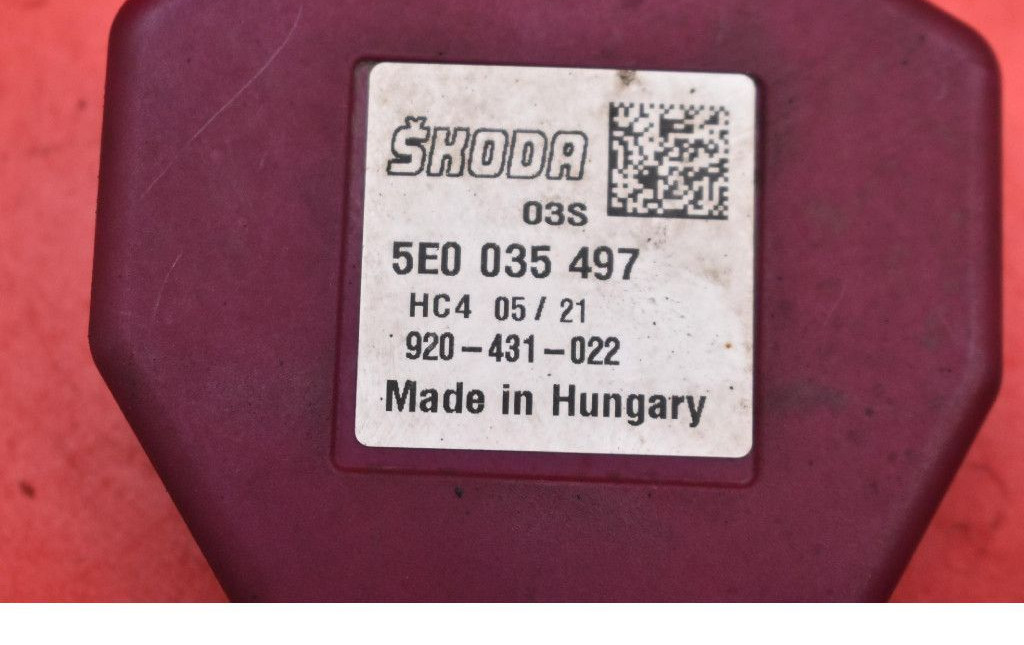 ŠKODA
03S
5E0 035 497
HC4 05/21
920-431-022
Made in Hungary